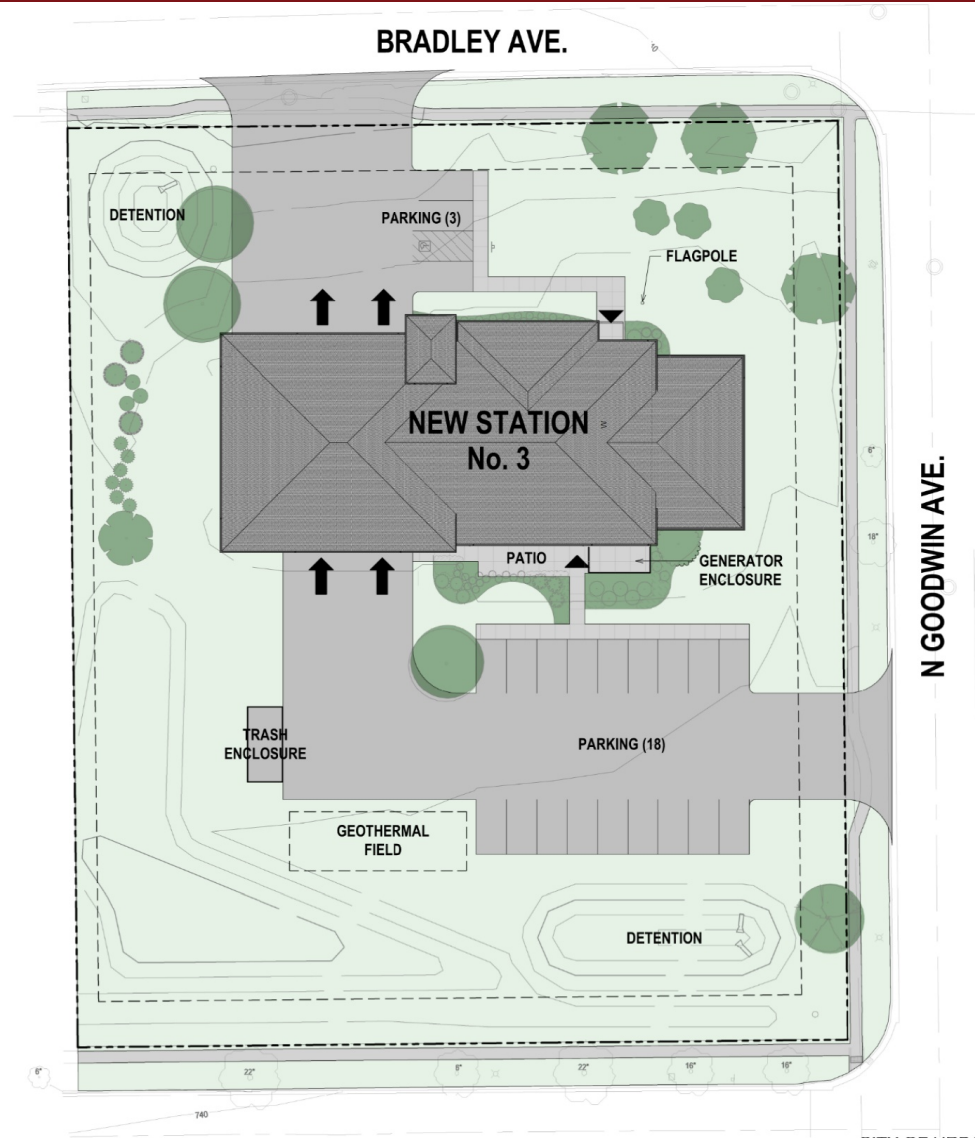 BRADLEY AVE.
DETENTION
PARKING (3)
FLAGPOLE
NEW STATION
No. 3
W
N GOODWIN AVE.
6"
18"
PATIO
GENERATOR
ENCLOSURE
TRASH
ENCLOSURE
PARKING (18)
GEOTHERMAL
FIELD
DETENTION
6"
22"
8"
22"
16"
16"
740